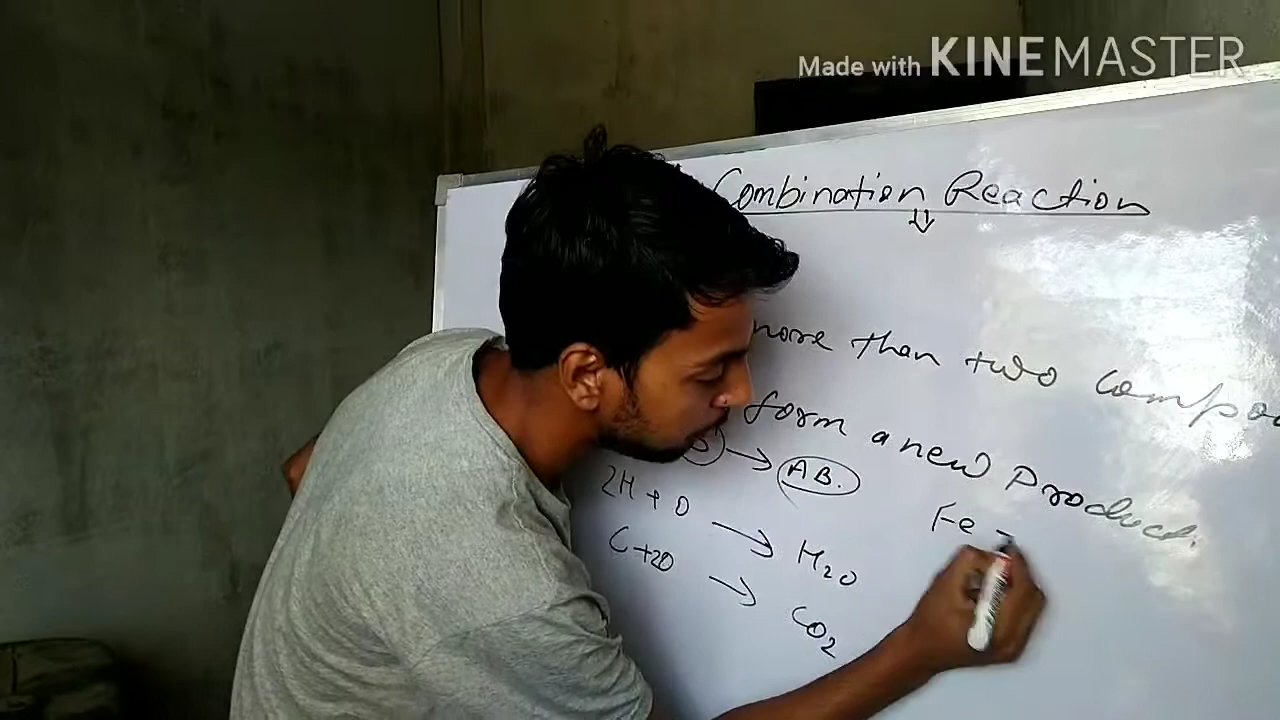 Made with KINEMASTER
Combination Reaction
⇓
more than two compo
form a new Product.
→ AB.
2H + O → H2O
C+2O → CO2
Fe -